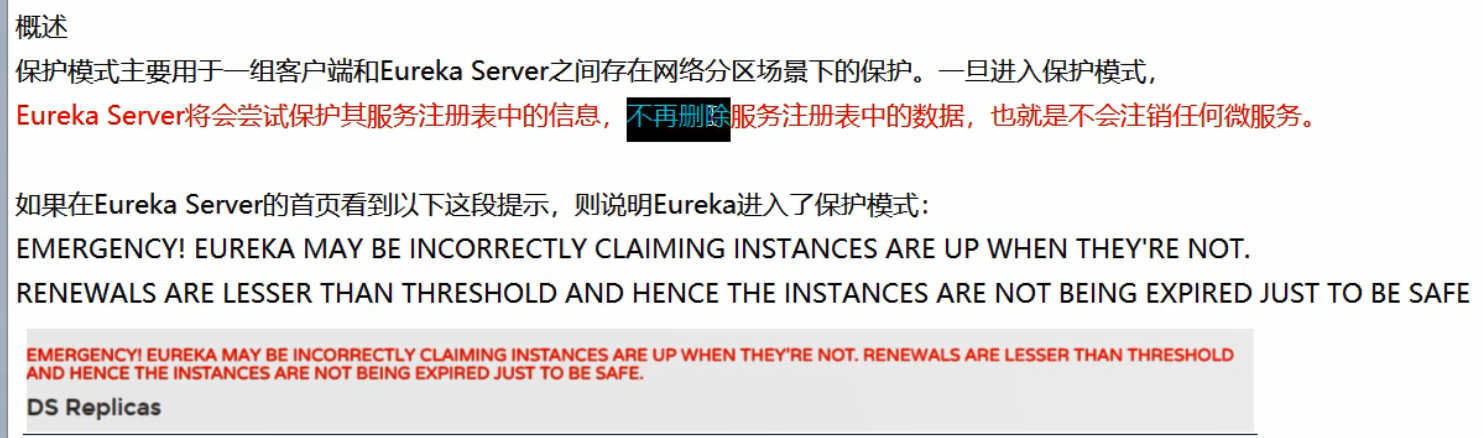 概述
保护模式主要用于一组客户端和Eureka Server之间存在网络分区场景下的保护。一旦进入保护模式，
Eureka Server将会尝试保护其服务注册表中的信息，不再删除服务注册表中的数据，也就是不会注销任何微服务。
如果在Eureka Server的首页看到以下这段提示，则说明Eureka进入了保护模式：
EMERGENCY! EUREKA MAY BE INCORRECTLY CLAIMING INSTANCES ARE UP WHEN THEY'RE NOT.
RENEWALS ARE LESSER THAN THRESHOLD AND HENCE THE INSTANCES ARE NOT BEING EXPIRED JUST TO BE SAFE
EMERGENCY! EUREKA MAY BE INCORRECTLY CLAIMING INSTANCES ARE UP WHEN THEY'RE NOT. RENEWALS ARE LESSER THAN THRESHOLD
AND HENCE THE INSTANCES ARE NOT BEING EXPIRED JUST TO BE SAFE.
DS Replicas